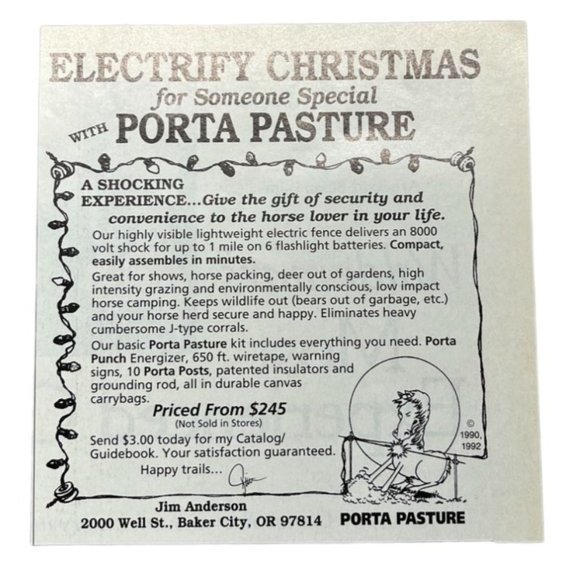 ELECTRIFY CHRISTMAS
for Someone Special
WITH PORTA PASTURE
A SHOCKING
EXPERIENCE...Give the gift of security and
convenience to the horse lover in your life.
Our highly visible lightweight electric fence delivers an 8000
volt shock for up to 1 mile on 6 flashlight batteries. Compact,
easily assembles in minutes.
Great for shows, horse packing, deer out of gardens, high
intensity grazing and environmentally conscious, low impact
horse camping. Keeps wildlife out (bears out of garbage, etc.)
and your horse herd secure and happy. Eliminates heavy
cumbersome J-type corrals.
Our basic Porta Pasture kit includes everything you need. Porta
Punch Energizer, 650 ft. wiretape, warning
signs, 10 Porta Posts, patented insulators and
grounding rod, all in durable canvas
carrybags.
Priced From $245
(Not Sold in Stores)
Send $3.00 today for my Catalog/
Guidebook. Your satisfaction guaranteed.
Happy trails...
Jim Anderson
2000 Well St., Baker City, OR 97814
©
1990,
1992
PORTA PASTURE